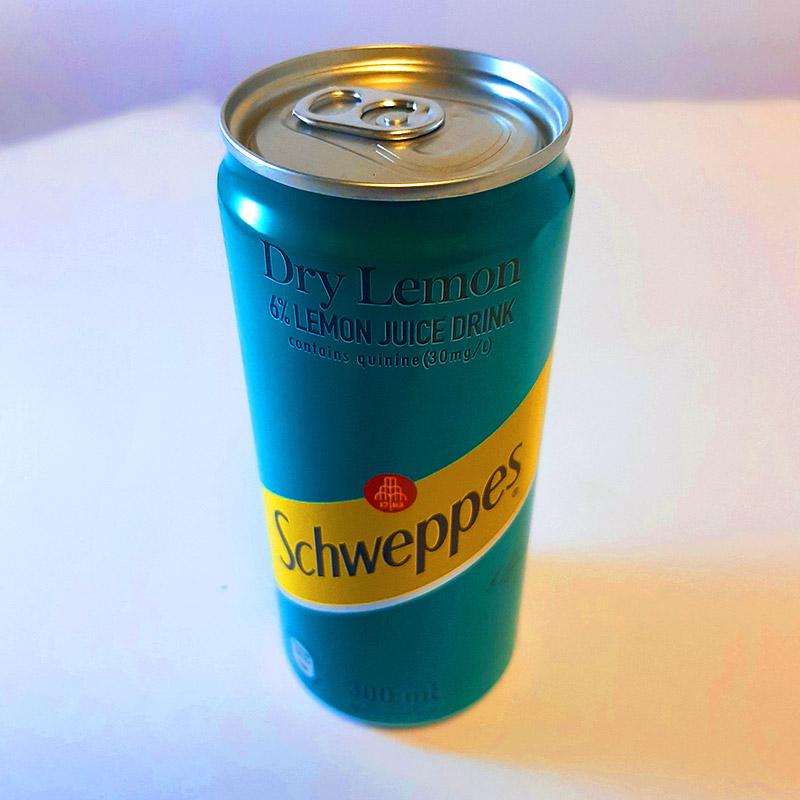 Dry Lemon
6% LEMON JUICE DRINK
contains quinine(30mg/ℓ)
Schweppes®
300 mℓ